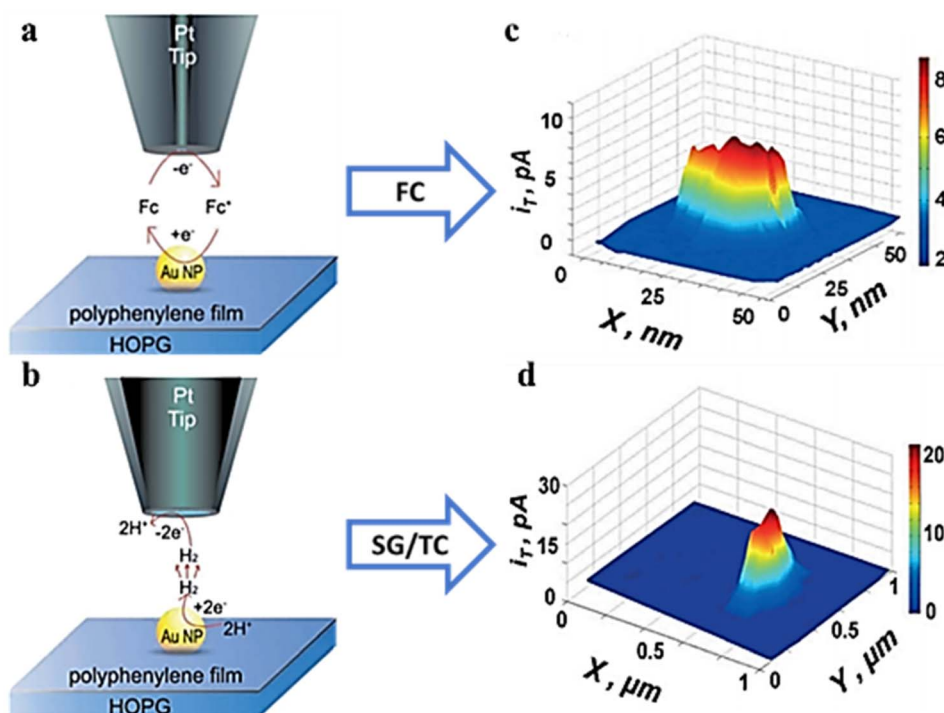 a
Pt
Tip
-e-
Fc
Fc+
+e-
Au NP
polyphenylene film
HOPG
FC
c
10
5
0
i_T, pA
0
25
50
X, nm
0
25
50
Y, nm
8
6
4
2
b
Pt
Tip
2H+
-2e-
H₂
H₂
+2e-
Au NP
2H+
polyphenylene film
HOPG
SG/TC
d
30
15
0
i_T, pA
0
0.5
1
X, μm
0
0.5
1
Y, μm
20
10
0